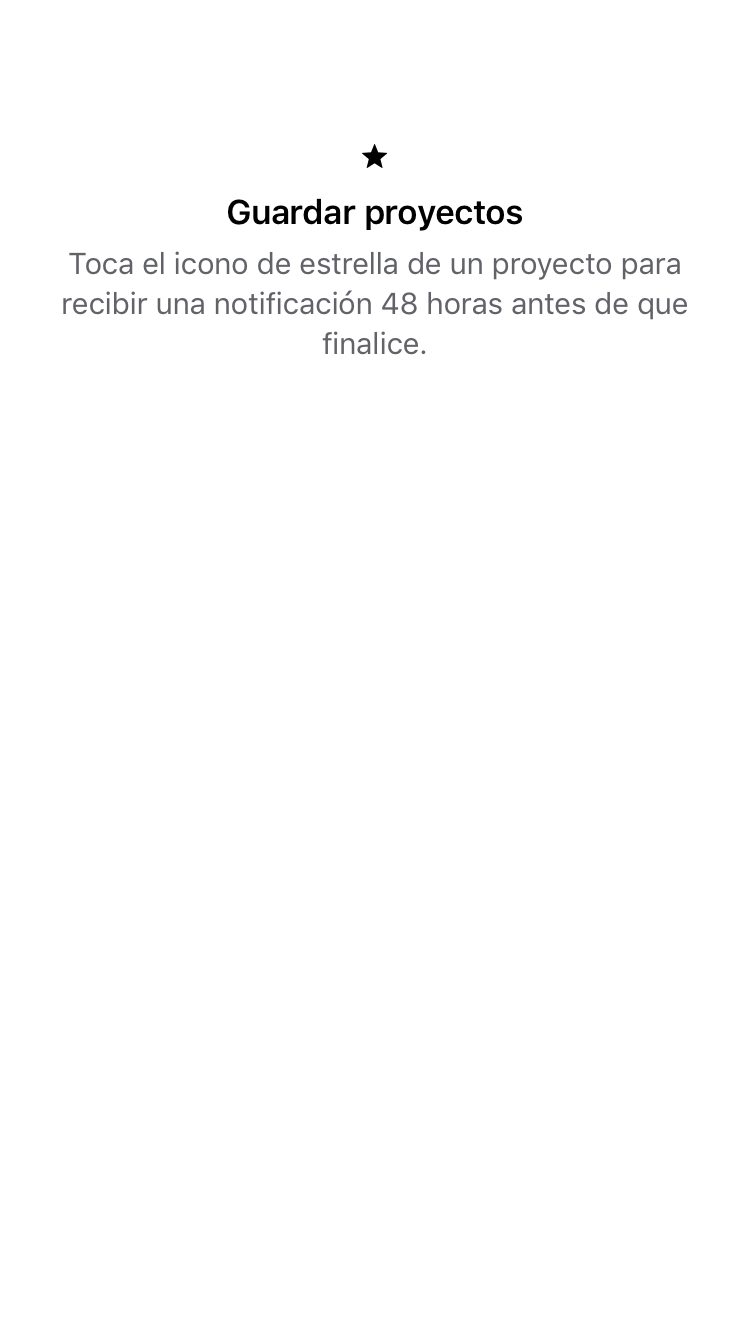 Guardar proyectos
Toca el icono de estrella de un proyecto para
recibir una notificación 48 horas antes de que
finalice.